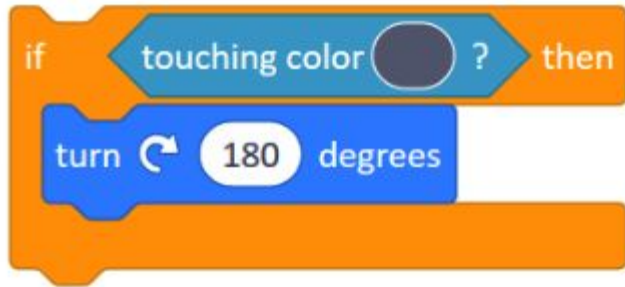 if touching color ? then
turn 180 degrees